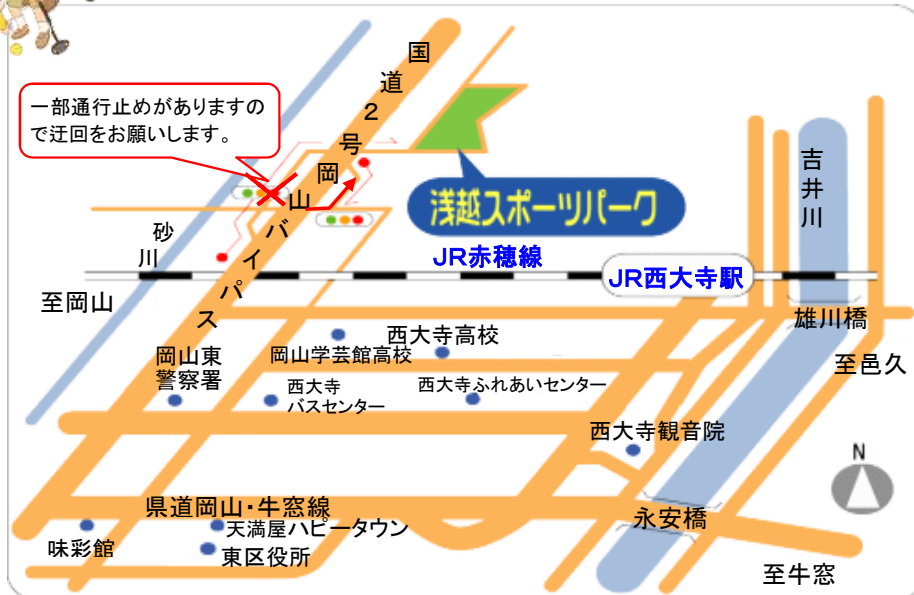 国道2号岡山バイパス
一部通行止めがありますの
で迂回をお願いします。
吉井川
浅越スポーツパーク
砂川
JR赤穂線
JR西大寺駅
至岡山
雄川橋
西大寺高校
岡山学芸館高校
岡山東
警察署
至邑久
西大寺
バスセンター
西大寺ふれあいセンター
西大寺観音院
N
県道岡山・牛窓線
永安橋
天満屋ハピータウン
味彩館
東区役所
至牛窓